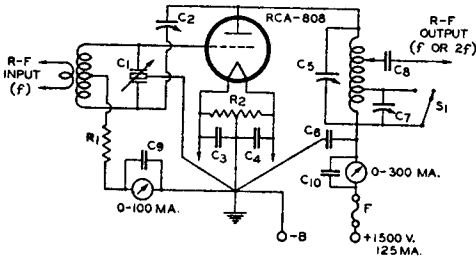 RCA-808
C2
R-F
INPUT
(f)
C1
R2
C3
C4
C5
R-F
OUTPUT
(f OR 2f)
C8
S1
C7
C6
R1
C9
0-100 MA.
C10
0-300 MA.
F
-B
+1500 V.
125 MA.